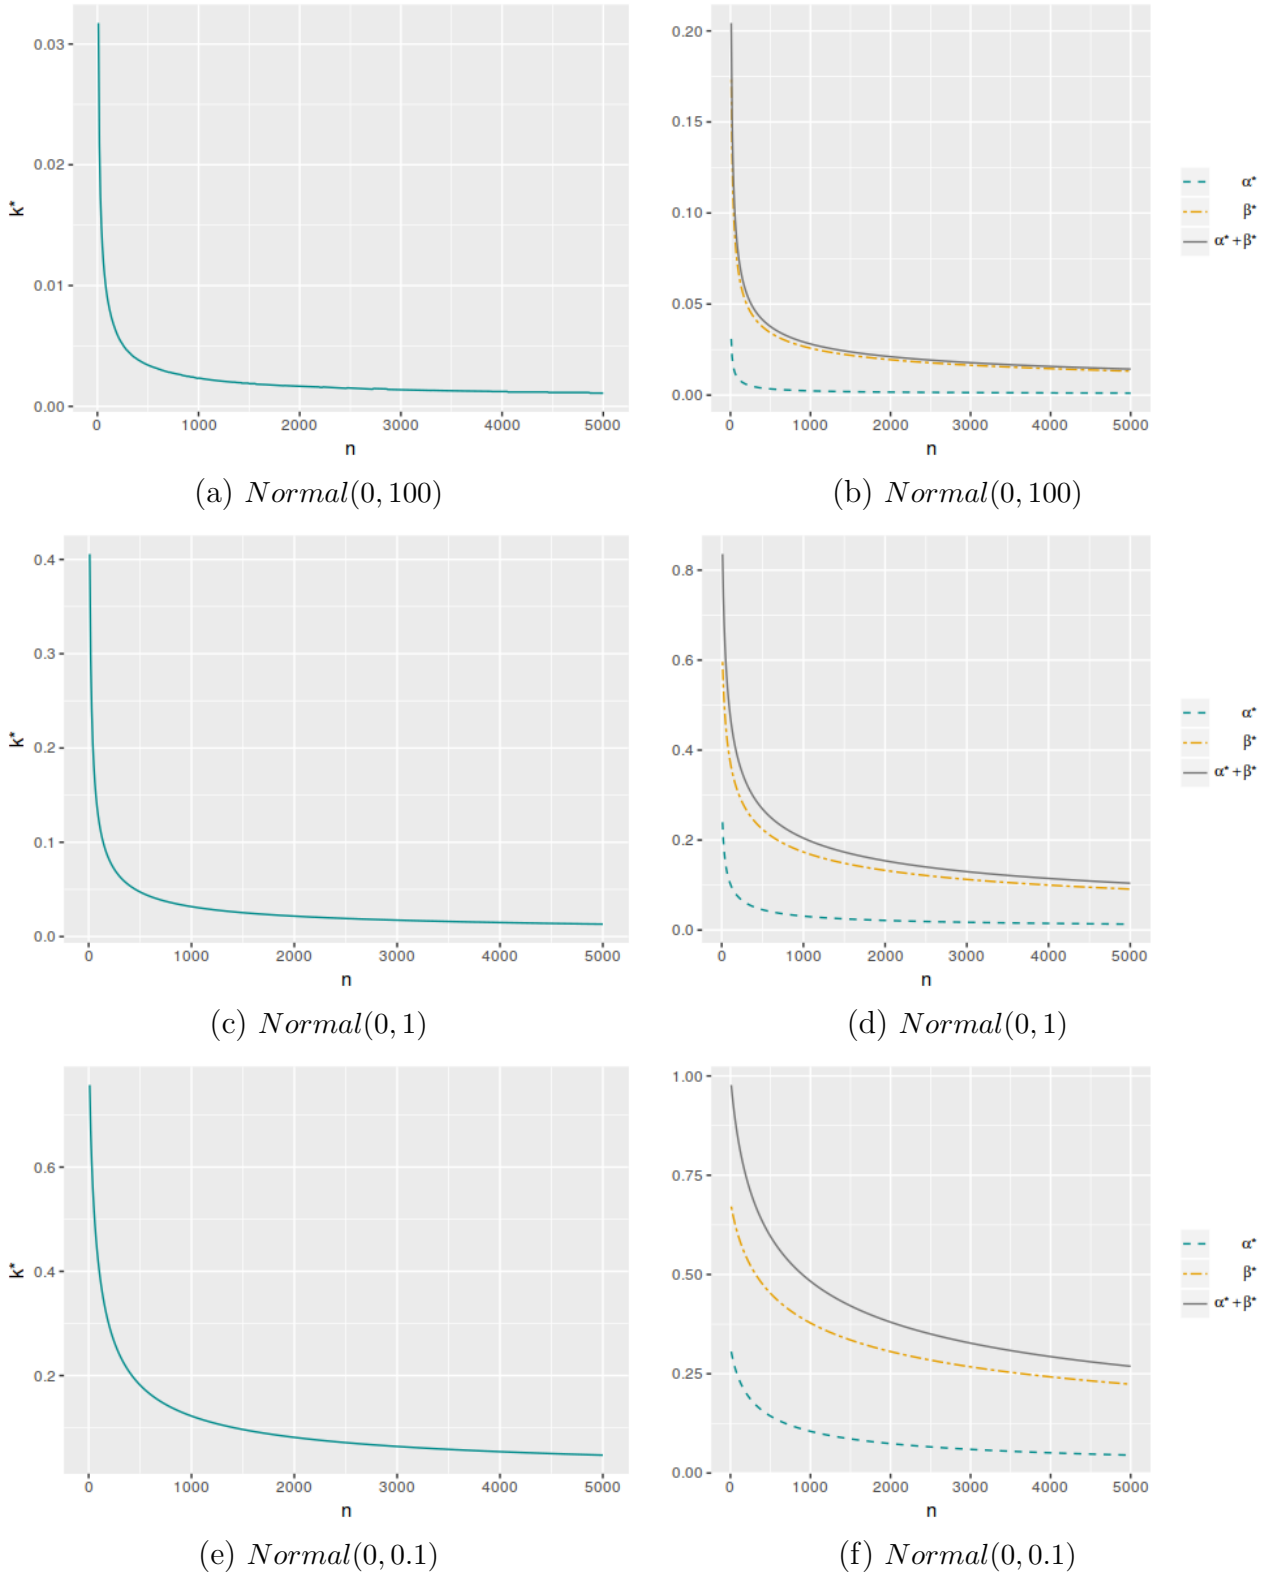 k*
0.03
0.02
0.01
0.00
0 1000 2000 3000 4000 5000
n
(a) Normal(0, 100)
0.20
0.15
0.10
0.05
0.00
0 1000 2000 3000 4000 5000
n
α*
β*
α*+β*
(b) Normal(0, 100)
k*
0.4
0.3
0.2
0.1
0.0
0 1000 2000 3000 4000 5000
n
(c) Normal(0, 1)
0.8
0.6
0.4
0.2
0.0
0 1000 2000 3000 4000 5000
n
α*
β*
α*+β*
(d) Normal(0, 1)
k*
0.6
0.4
0.2
0 1000 2000 3000 4000 5000
n
(e) Normal(0, 0.1)
1.00
0.75
0.50
0.25
0.00
0 1000 2000 3000 4000 5000
n
α*
β*
α*+β*
(f) Normal(0, 0.1)